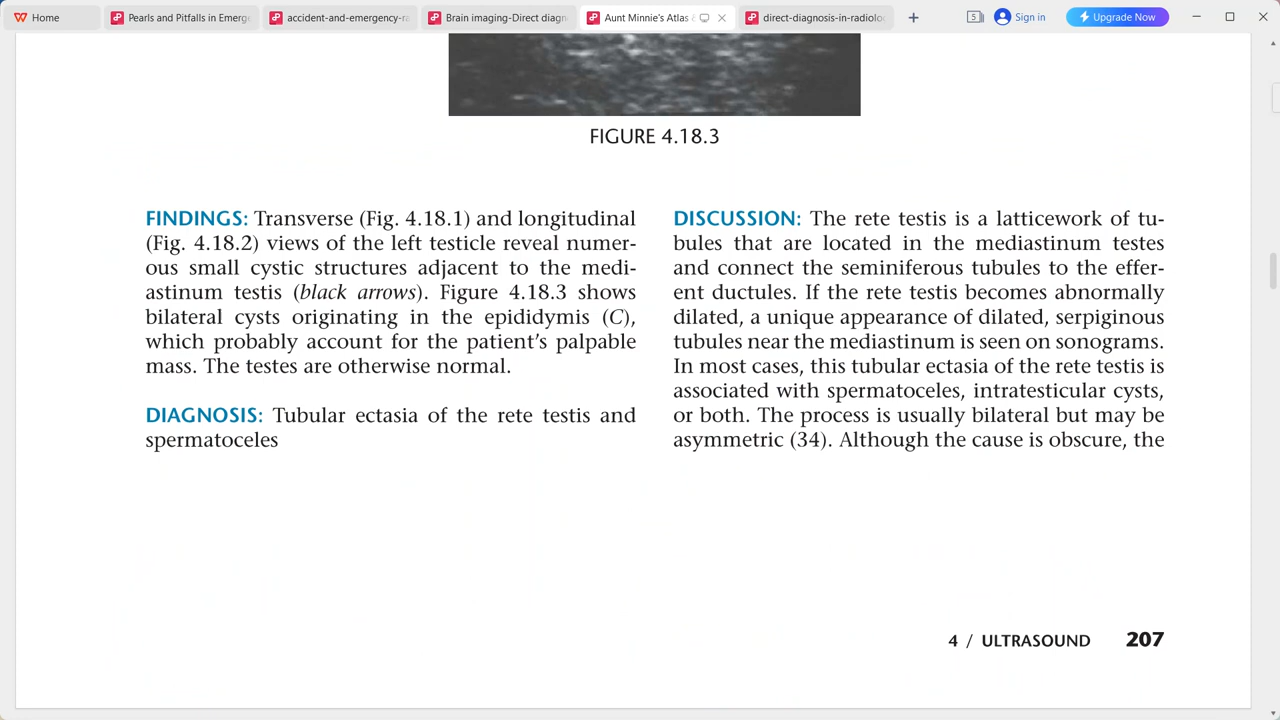 Home
Pearls and Pitfalls in Emerg
accident-and-emergency-ra
Brain imaging-Direct diagn
Aunt Minnie's Atlas
direct-diagnosis-in-radiolo
5
Sign in
Upgrade Now
FIGURE 4.18.3
FINDINGS: Transverse (Fig. 4.18.1) and longitudinal
(Fig. 4.18.2) views of the left testicle reveal numer-
ous small cystic structures adjacent to the medi-
astinum testis (black arrows). Figure 4.18.3 shows
bilateral cysts originating in the epididymis (C),
which probably account for the patient's palpable
mass. The testes are otherwise normal.
DIAGNOSIS: Tubular ectasia of the rete testis and
spermatoceles
DISCUSSION: The rete testis is a latticework of tu-
bules that are located in the mediastinum testes
and connect the seminiferous tubules to the effer-
ent ductules. If the rete testis becomes abnormally
dilated, a unique appearance of dilated, serpiginous
tubules near the mediastinum is seen on sonograms.
In most cases, this tubular ectasia of the rete testis is
associated with spermatoceles, intratesticular cysts,
or both. The process is usually bilateral but may be
asymmetric (34). Although the cause is obscure, the
4 / ULTRASOUND 207